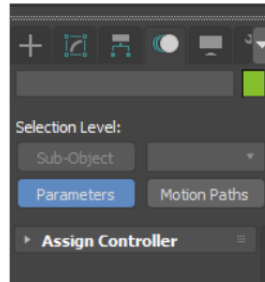 Selection Level:
Sub-Object
Parameters Motion Paths
Assign Controller